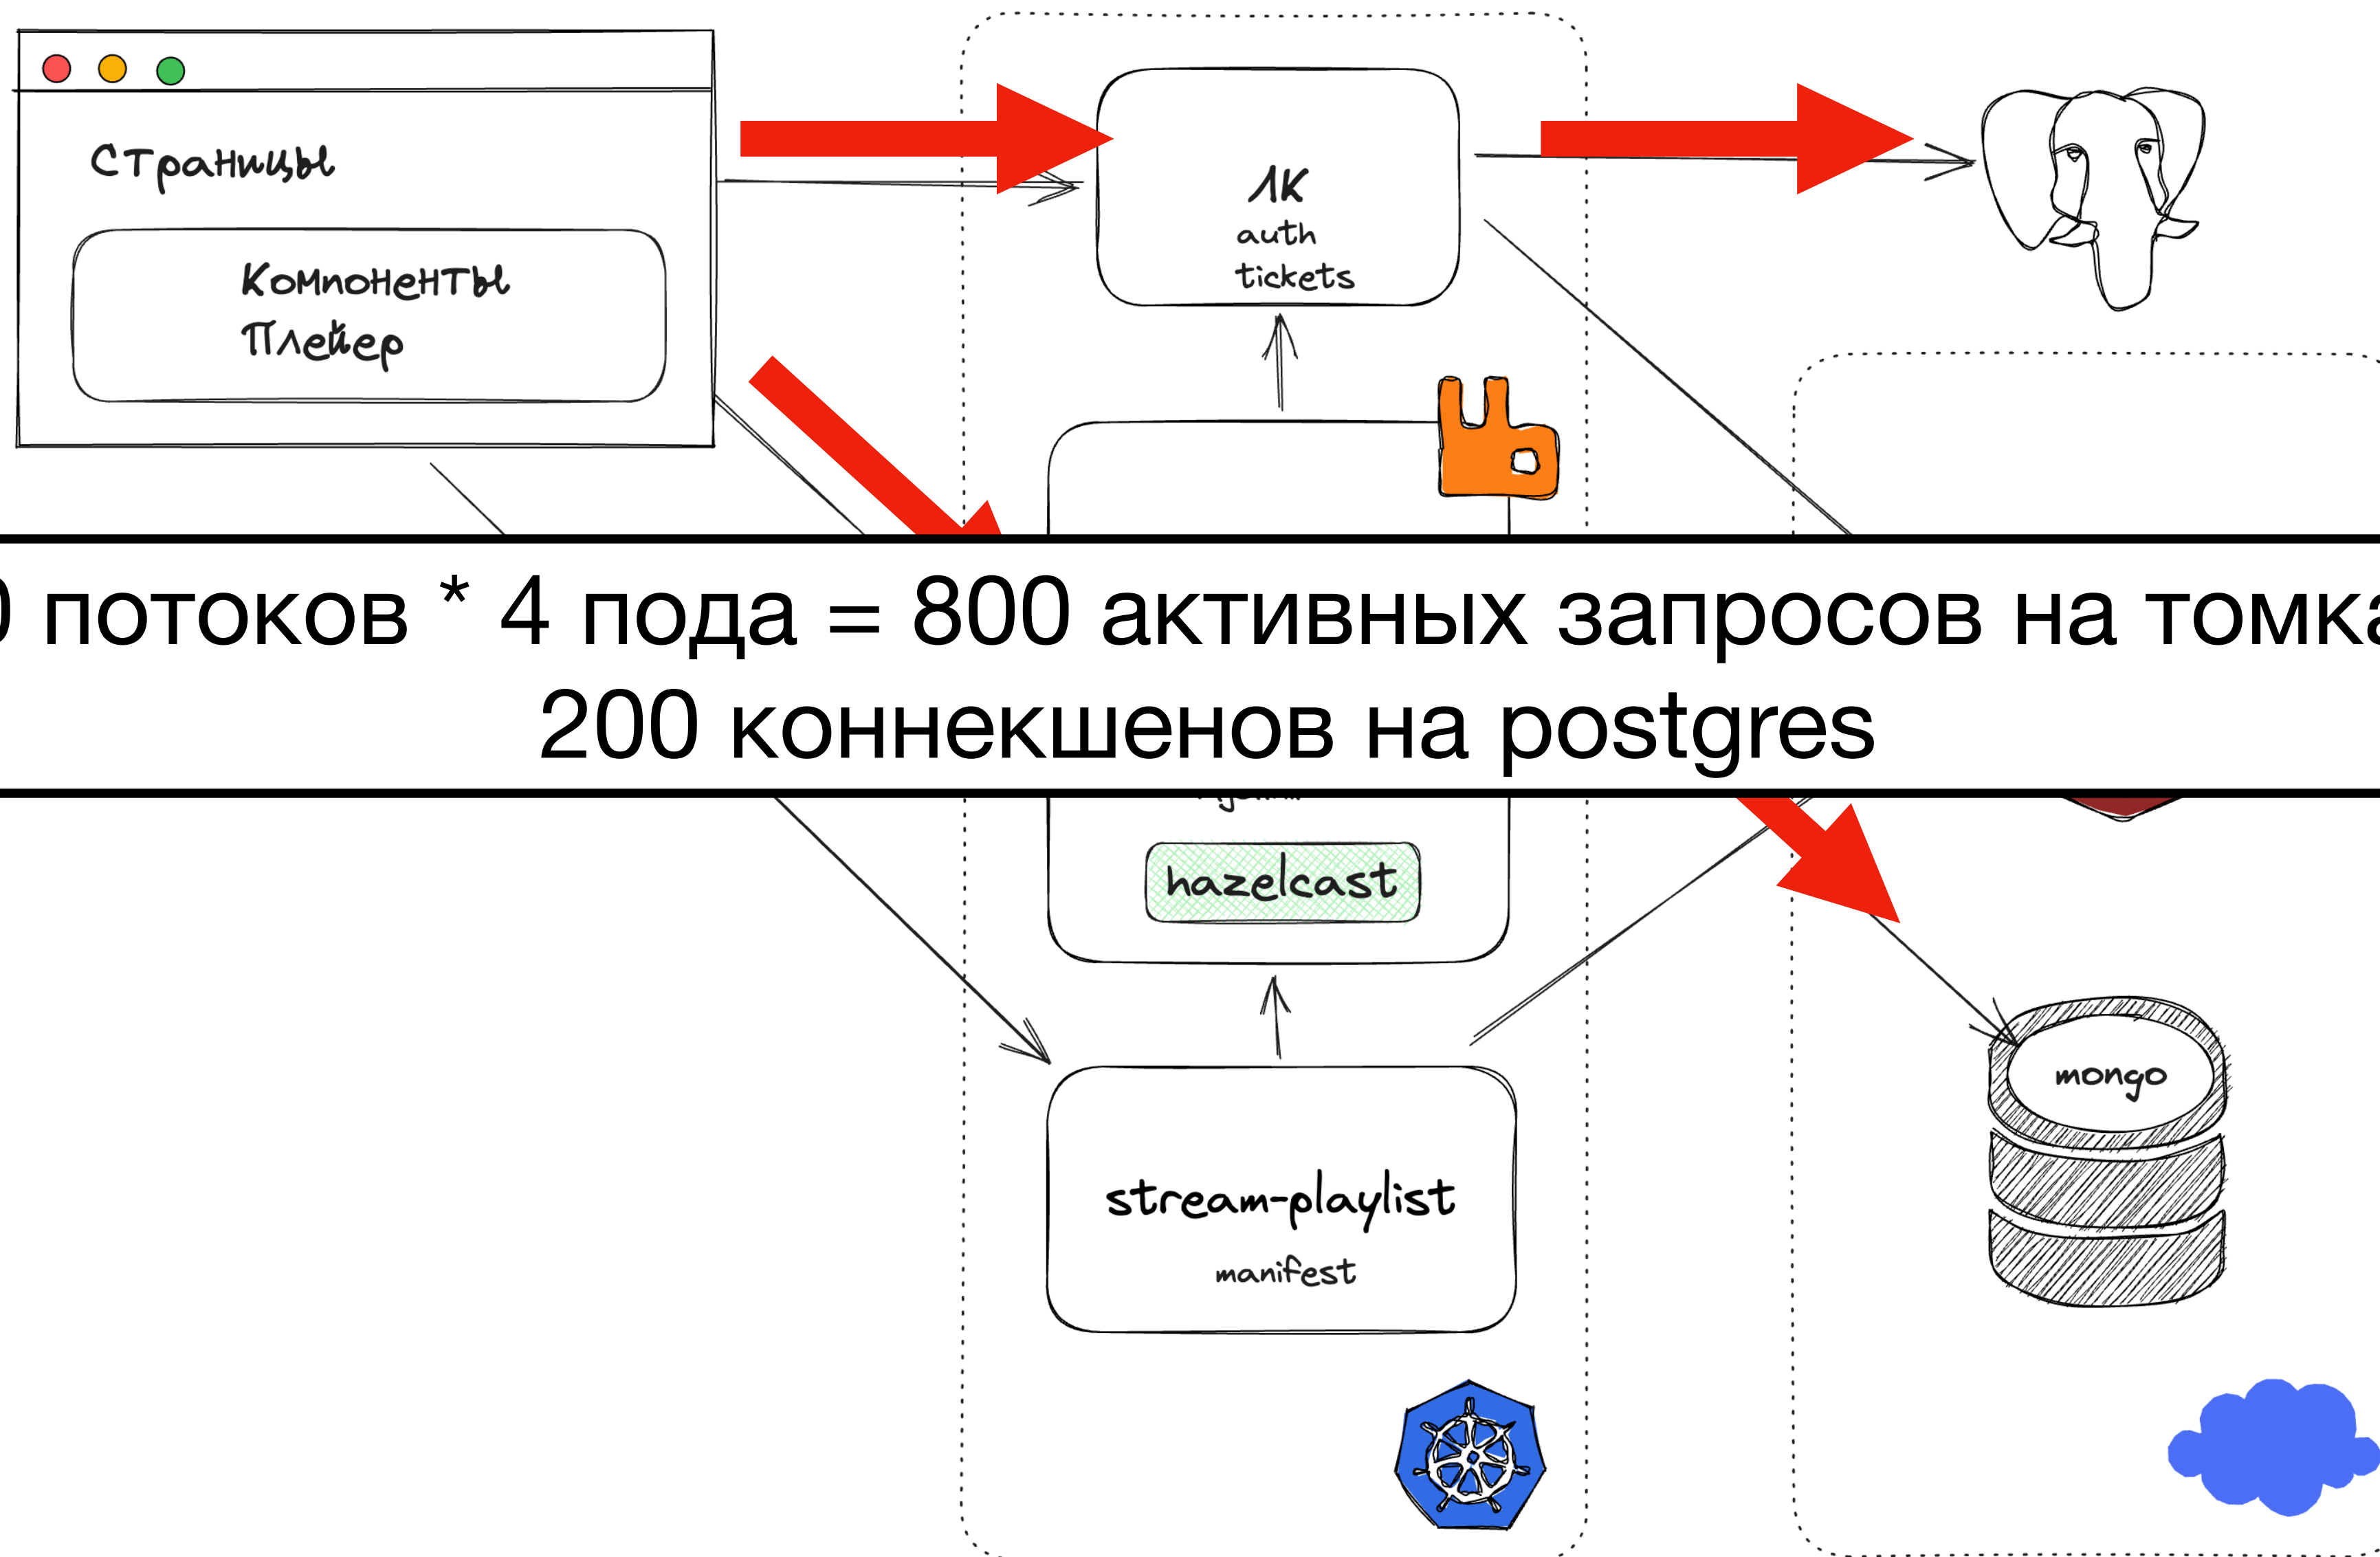 Страницы
Компоненты
Плейер
ЛК
auth
tickets
0 потоков * 4 пода = 800 активных запросов на томка
200 коннекшенов на postgres
hazelcast
stream-playlist
manifest
mongo